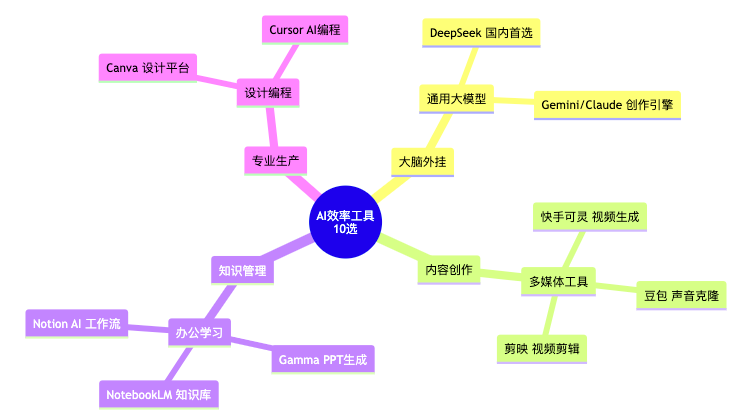 AI效率工具
10选
大脑外挂
通用大模型
DeepSeek 国内首选
Gemini/Claude 创作引擎
内容创作
多媒体工具
快手可灵 视频生成
豆包 声音克隆
剪映 视频剪辑
知识管理
办公学习
Notion AI 工作流
NotebookLM 知识库
Gamma PPT生成
专业生产
设计编程
Canva 设计平台
Cursor AI编程